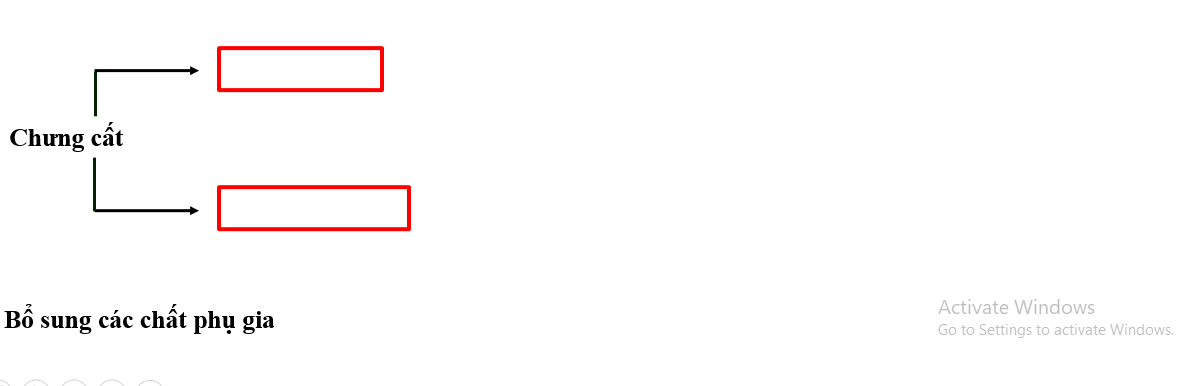 Chưng cất
Bổ sung các chất phụ gia
Activate Windows
Go to Settings to activate Windows.